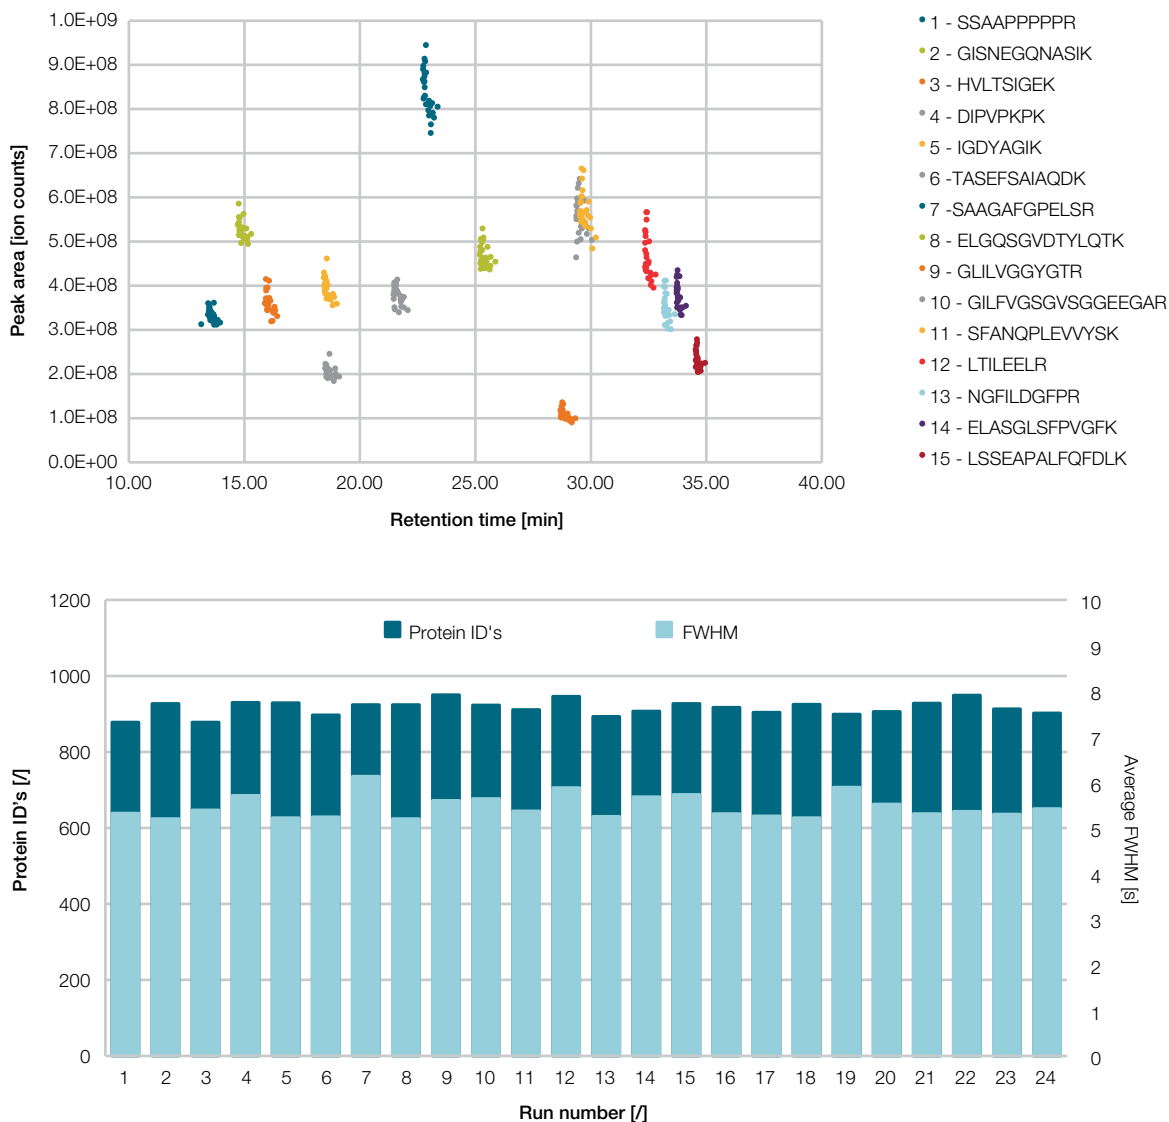 1.0E+09
9.0E+08
8.0E+08
7.0E+08
6.0E+08
5.0E+08
4.0E+08
3.0E+08
2.0E+08
1.0E+08
0.0E+00
Peak area [ion counts]
10.00 15.00 20.00 25.00 30.00 35.00 40.00
Retention time [min]
1 - SSAAPPPPPR
2 - GISNEGQNASIK
3 - HVLTSIGEK
4 - DIPVPKPK
5 - IGDYAGIK
6 -TASEFSAIAQDK
7 -SAAGAFGPELSR
8 - ELGQSGVDTYLQTK
9 - GLILVGGYGTR
10 - GILFVGSGVSGGEEGAR
11 - SFANQPLEVVYSK
12 - LTILEELR
13 - NGFILDGFPR
14 - ELASGLSFPVGFK
15 - LSSEAPALFQFDLK
1200
1000
800
600
400
200
0
Protein ID's [/]
Protein ID's
FWHM
10
9
8
7
6
5
4
3
2
1
0
Average FWHM [s]
1 2 3 4 5 6 7 8 9 10 11 12 13 14 15 16 17 18 19 20 21 22 23 24
Run number [/]